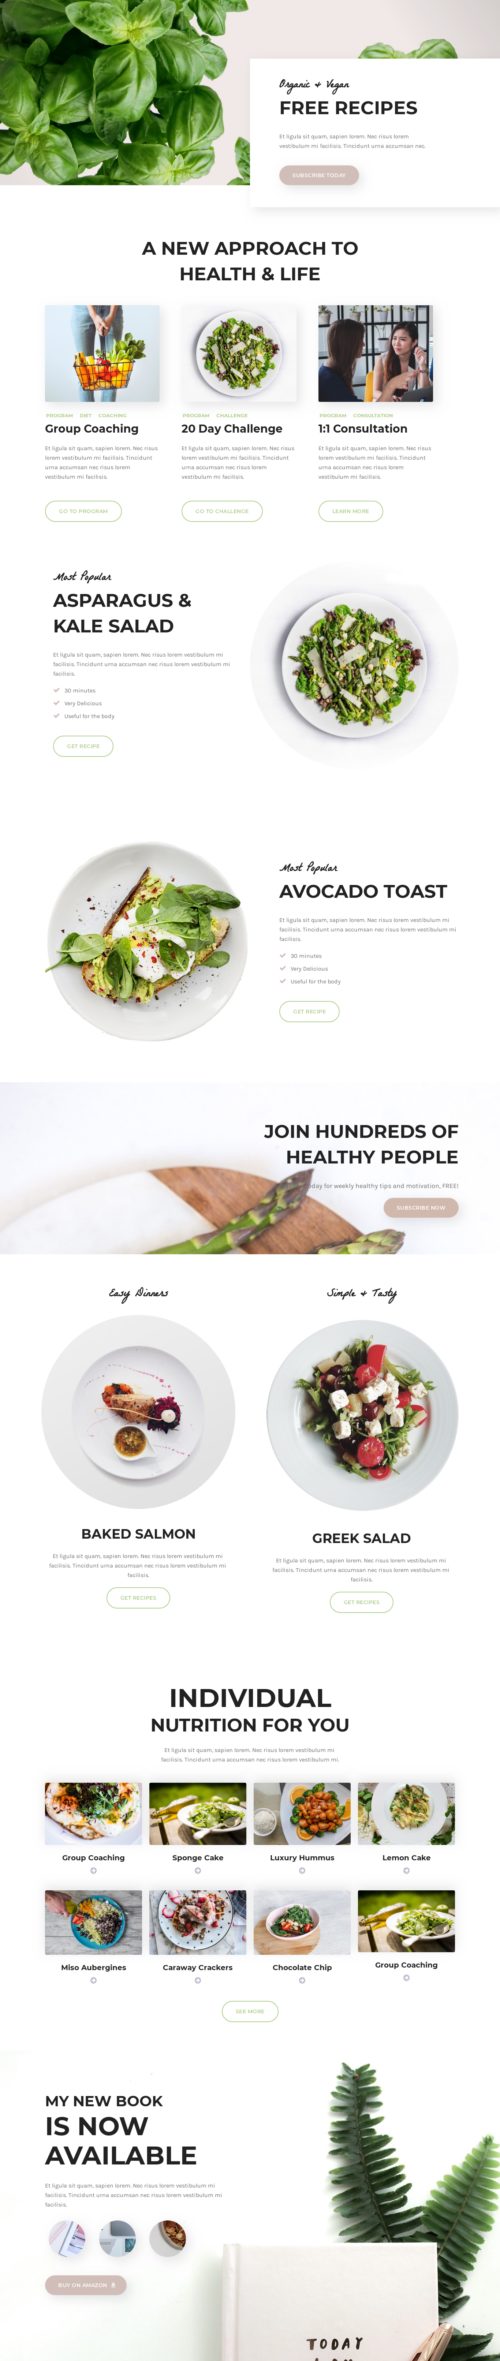 Organic & Vegan
FREE RECIPES
Et ligula sit quam, sapien lorem. Nec risus lorem
vestibulum mi facilisis. Tincidunt urna accumsan nec.
SUBSCRIBE TODAY
A NEW APPROACH TO
HEALTH & LIFE
PROGRAM DIET COACHING
Group Coaching
Et ligula sit quam, sapien lorem. Nec risus
lorem vestibulum mi facilisis. Tincidunt
urna accumsan nec risus lorem
vestibulum mi facilisis.
GO TO PROGRAM
PROGRAM CHALLENGE
20 Day Challenge
Et ligula sit quam, sapien lorem. Nec risus
lorem vestibulum mi facilisis. Tincidunt
urna accumsan nec risus lorem
vestibulum mi facilisis.
GO TO CHALLENGE
PROGRAM CONSULTATION
1:1 Consultation
Et ligula sit quam, sapien lorem. Nec risus
lorem vestibulum mi facilisis. Tincidunt
urna accumsan nec risus lorem
vestibulum mi facilisis.
LEARN MORE
Most Popular
ASPARAGUS &
KALE SALAD
Et ligula sit quam, sapien lorem. Nec risus lorem vestibulum mi
facilisis. Tincidunt urna accumsan nec risus lorem vestibulum mi
facilisis.
30 minutes
Very Delicious
Useful for the body
GET RECIPE
Most Popular
AVOCADO TOAST
Et ligula sit quam, sapien lorem. Nec risus lorem vestibulum mi
facilisis. Tincidunt urna accumsan nec risus lorem vestibulum mi
facilisis.
30 minutes
Very Delicious
Useful for the body
GET RECIPE
JOIN HUNDREDS OF
HEALTHY PEOPLE
for weekly healthy tips and motivation, FREE!
SUBSCRIBE NOW
Easy Dinners
BAKED SALMON
Et ligula sit quam, sapien lorem. Nec risus lorem vestibulum mi
facilisis. Tincidunt urna accumsan nec risus lorem vestibulum mi
facilisis.
GET RECIPES
Simple & Tasty
GREEK SALAD
Et ligula sit quam, sapien lorem. Nec risus lorem vestibulum mi
facilisis. Tincidunt urna accumsan nec risus lorem vestibulum mi
facilisis.
GET RECIPES
INDIVIDUAL
NUTRITION FOR YOU
Et ligula sit quam, sapien lorem. Nec risus lorem vestibulum mi
facilisis. Tincidunt urna accumsan nec risus lorem vestibulum mi.
Group Coaching
Sponge Cake
Luxury Hummus
Lemon Cake
Miso Aubergines
Caraway Crackers
Chocolate Chip
Group Coaching
SEE MORE
MY NEW BOOK
IS NOW
AVAILABLE
Et ligula sit quam, sapien lorem. Nec risus lorem vestibulum mi
facilisis. Tincidunt urna accumsan nec risus lorem vestibulum mi
facilisis.
BUY ON AMAZON
TODAY